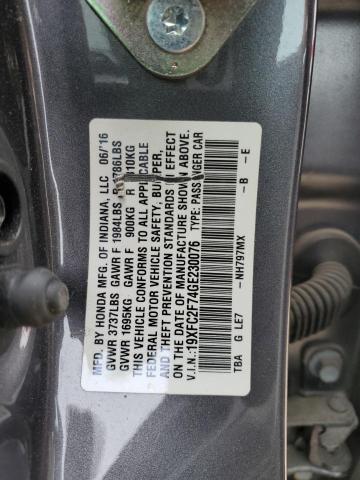 MFD. BY HONDA MFG. OF INDIANA, LLC 06/'16
GVWR 3737LBS GAWR F 1984LBS 1786LBS
GVWR 1695KG GAWR F 900KG R
THIS VEHICLE CONFORMS TO ALL APPLICABLE
FEDERAL MOTOR VEHICLE SAFETY, BUMPER,
AND THEFT PREVENTION STANDARDS IN EFFECT
ON THE DATE OF MANUFACTURE SHOWN ABOVE.
V.I.N.:19XFC2F74GE230076 TYPE: PASSENGER CAR
TBA G LE7 -NH797MX -B -E